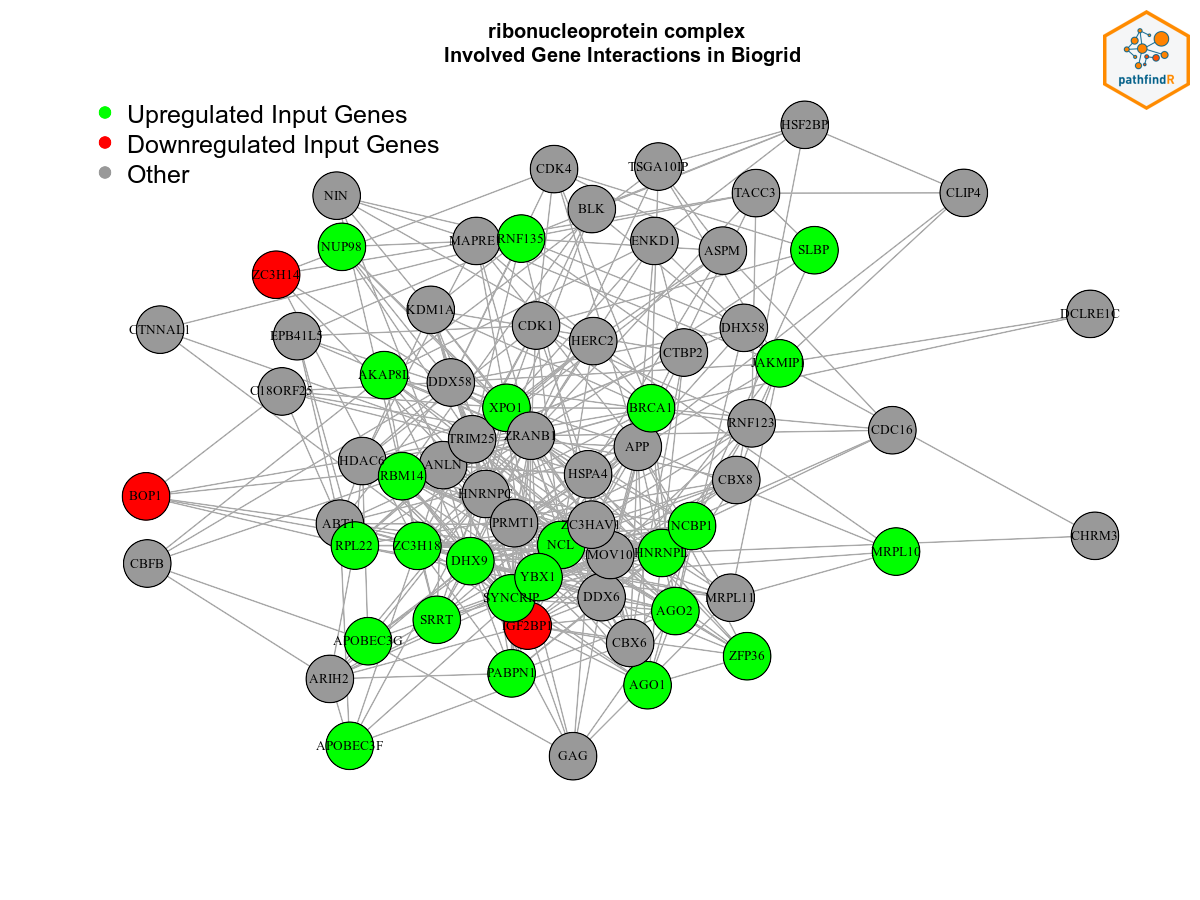 ribonucleoprotein complex
Involved Gene Interactions in Biogrid
pathfindR
Upregulated Input Genes
Downregulated Input Genes
Other
HSF2BP
TSGA10IP
CDK4
NIN
TACC3
CLIP4
BLK
MAPRE
RNF135
ENKD1
NUP98
ASPM
SLBP
ZC3H14
KDM1A
DCLRE1C
CTNNAL1
CDK1
DHX58
EPB41L5
HERC2
CTBP2
JAKMIP1
AKAP8L
DDX58
C18ORF25
XPO1
BRCA1
RNF123
CDC16
ZRANB1
TRIM25
APP
HDAC6
ANLN
RBM14
HSPA4
CBX8
HNRNPC
BOP1
ABT1
PRMT1
ZC3HAV1
NCBP1
CHRM3
RPL22
ZC3H18
NCL
MOV10
HNRNPL
MRPL10
CBFB
DHX9
YBX1
SYNCRIP
DDX6
MRPL11
AGO2
SRRT
IGF2BP1
APOBEC3G
CBX6
ZFP36
ARIH2
PABPN1
AGO1
APOBEC3F
GAG